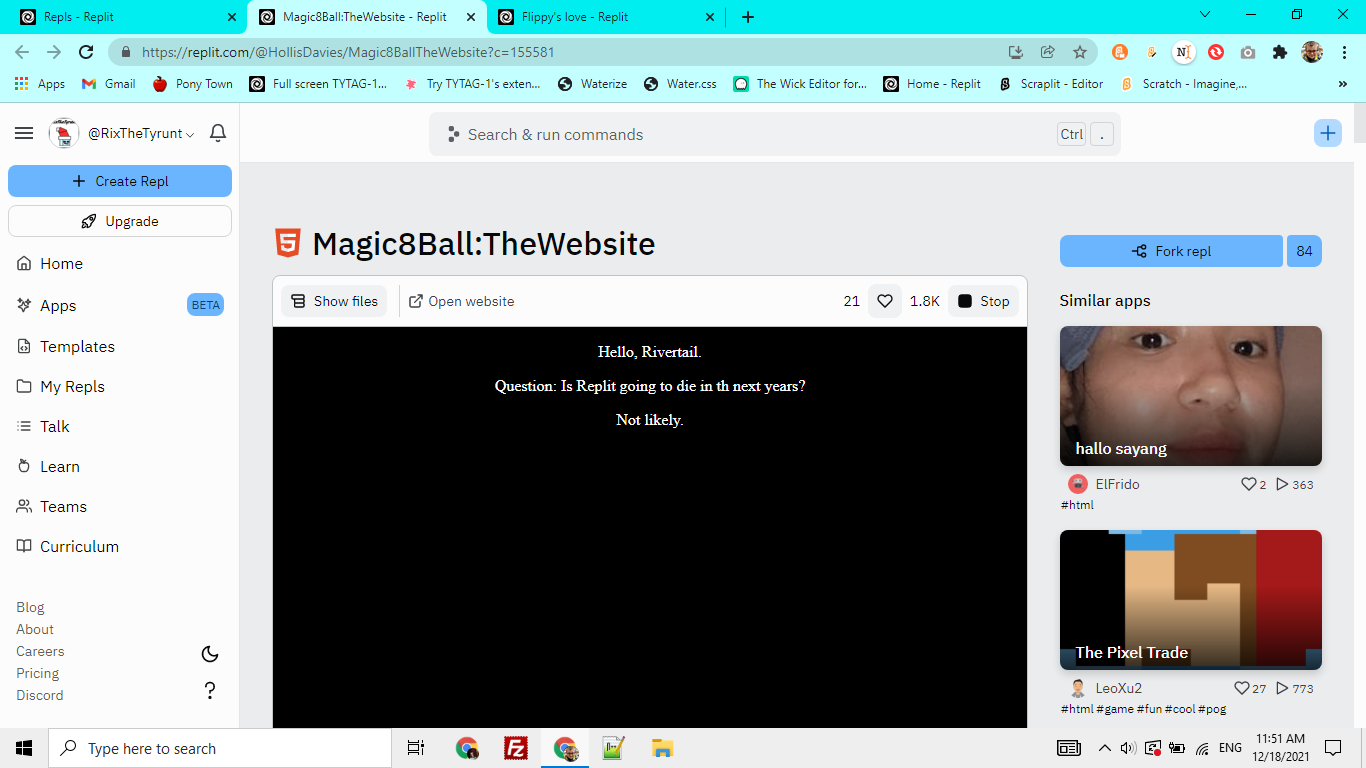 Repls - Replit
Magic8Ball:TheWebsite - Replit
Flippy's love - Replit
https://replit.com/@HollisDavies/Magic8BallTheWebsite?c=155581
Apps
Gmail
Pony Town
Full screen TYTAG-1...
Try TYTAG-1's exten...
Waterize
Water.css
The Wick Editor for...
Home - Replit
Scraplit - Editor
Scratch - Imagine,...
@RixTheTyrunt
Search & run commands
Ctrl
.
Create Repl
Upgrade
Home
Apps
BETA
Templates
My Repls
Talk
Learn
Teams
Curriculum
Blog
About
Careers
Pricing
Discord
Magic8Ball:TheWebsite
Show files
Open website
21
1.8K
Stop
Hello, Rivertail.
Question: Is Replit going to die in th next years?
Not likely.
Fork repl
84
Similar apps
hallo sayang
ElFrido
2
363
#html
The Pixel Trade
LeoXu2
27
773
#html #game #fun #cool #pog
Type here to search
ENG
11:51 AM
12/18/2021